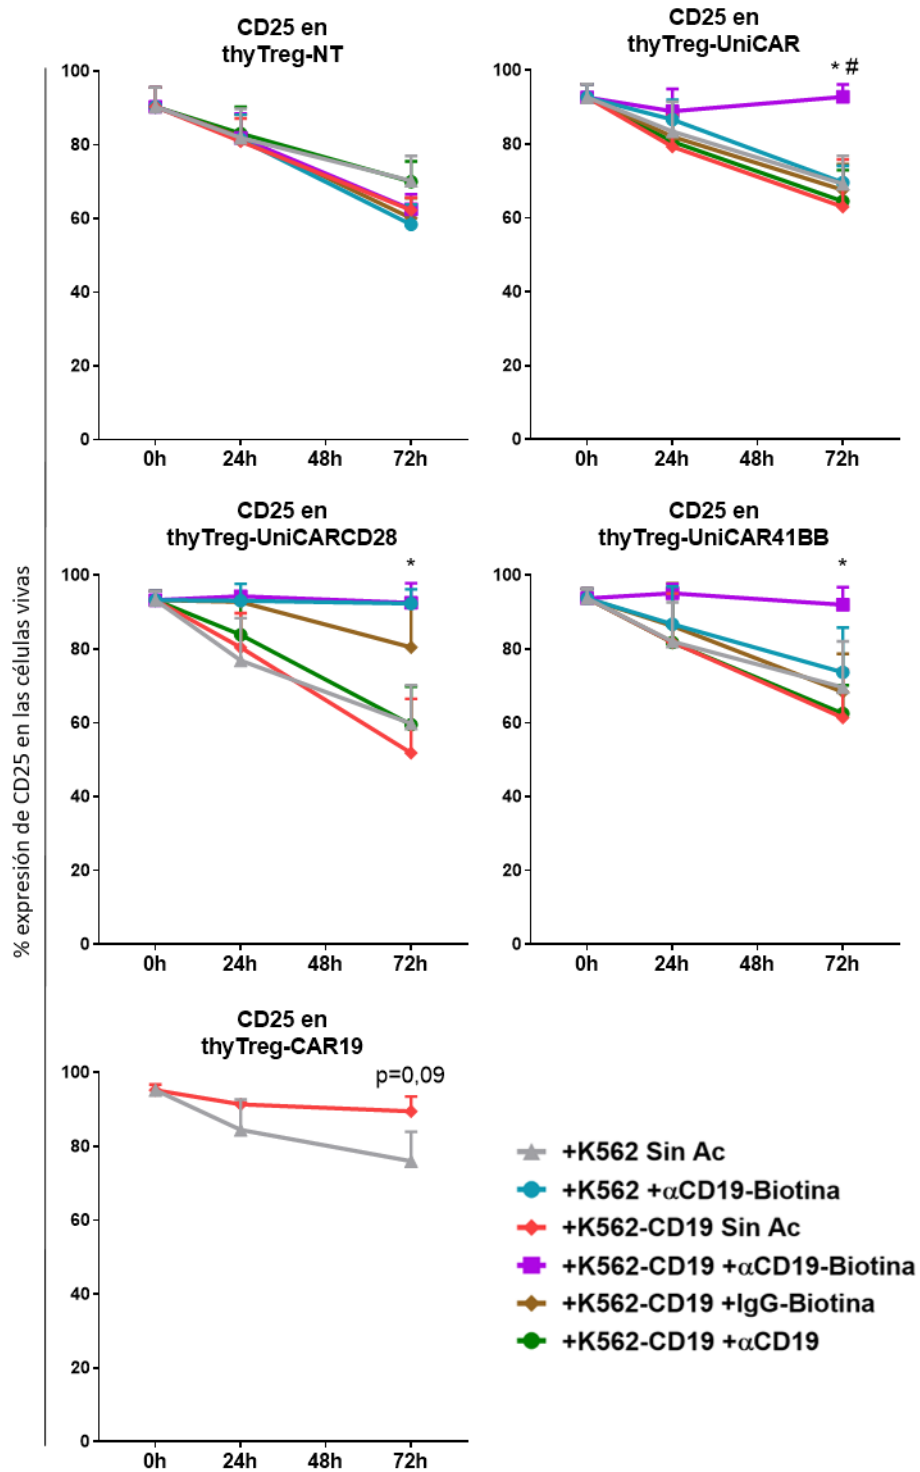 % expresión de CD25 en las células vivas
CD25 en
thyTreg-NT
100
80
60
40
20
0
0h 24h 48h 72h
CD25 en
thyTreg-UniCAR
* #
100
80
60
40
20
0
0h 24h 48h 72h
CD25 en
thyTreg-UniCARCD28
*
100
80
60
40
20
0
0h 24h 48h 72h
CD25 en
thyTreg-UniCAR41BB
*
100
80
60
40
20
0
0h 24h 48h 72h
CD25 en
thyTreg-CAR19
p=0,09
100
80
60
40
20
0
0h 24h 48h 72h
+K562 Sin Ac
+K562 +αCD19-Biotina
+K562-CD19 Sin Ac
+K562-CD19 +αCD19-Biotina
+K562-CD19 +IgG-Biotina
+K562-CD19 +αCD19